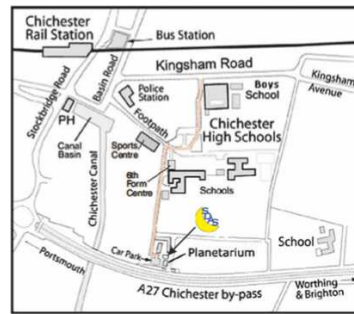 Chichester
Rail Station
Bus Station
Stockbridge Road
Basin Road
Kingsham Road
Kingsham
Avenue
Police
Station
Boys
School
Footpath
PH
Canal
Basin
Chichester Canal
Sports
Centre
Chichester
High Schools
6th
Form
Centre
Schools
SDPS
School
Car Park
Planetarium
Portsmouth
A27 Chichester by-pass
Worthing
& Brighton